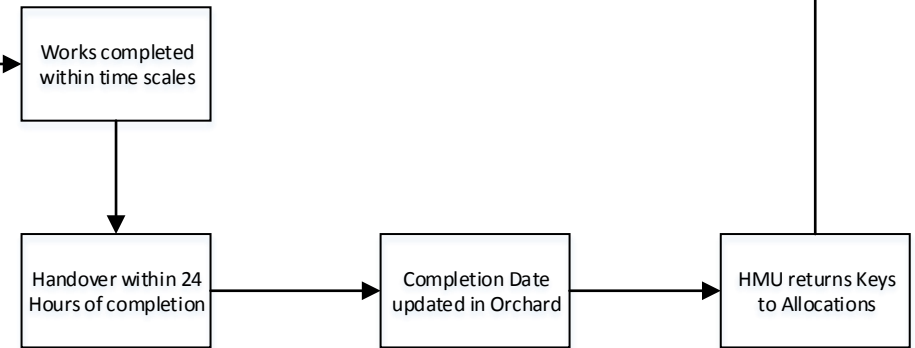 Works completed
within time scales
Handover within 24
Hours of completion
Completion Date
updated in Orchard
HMU returns Keys
to Allocations